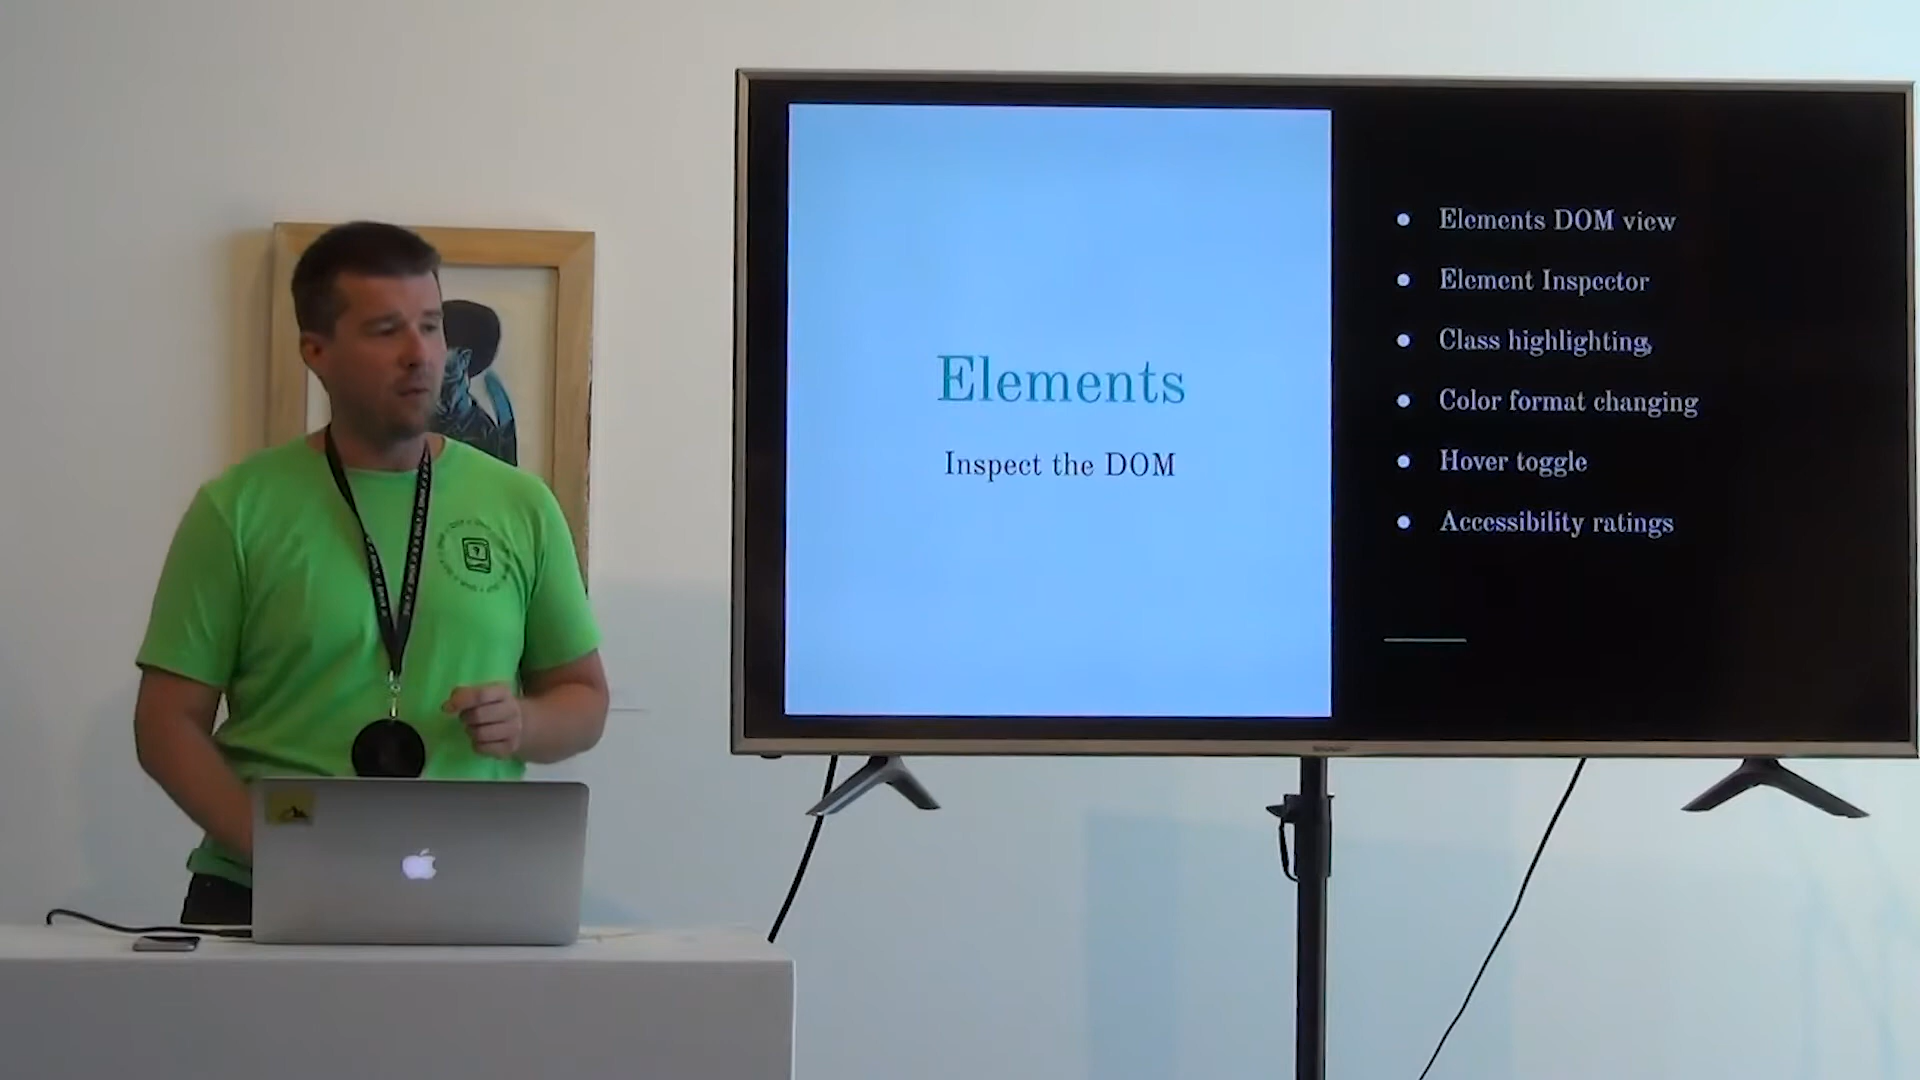 Elements
Inspect the DOM
Elements DOM view
Element Inspector
Class highlighting
Color format changing
Hover toggle
Accessibility ratings